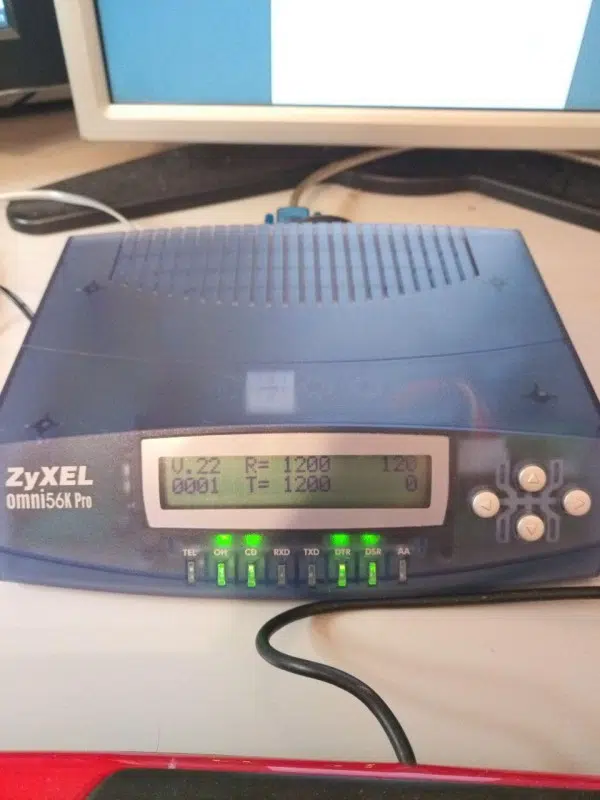 ZyXEL
omni56K Pro
V.22 R= 1200 120
0001 T= 1200 0
TEL OH CD RXD TXD DTR DSR AA